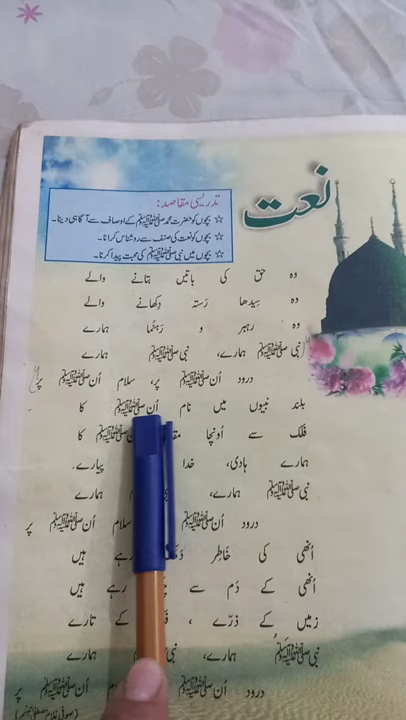 نعت
تدریسی مقاصد:
☆ بچوں کو حضرت محمد ﷺ کے اوصاف سے آگاہی دینا۔
☆ بچوں کو نعت کی صنف سے روشناس کرانا۔
☆ بچوں میں نبی ﷺ کی محبت پیدا کرنا۔
وہ حق کی باتیں بتانے والے
وہ سیدھا رستہ دکھانے والے
وہ رہبر و رہنما ہمارے
نبی ﷺ ہمارے، نبی ﷺ ہمارے
درود اُن ﷺ پر، سلام اُن ﷺ پر
بلند نبیوں میں نام اُن ﷺ کا
فلک سے اُونچا ﷺ کا
ہمارے ہادی، خدا پیارے
نبی ﷺ ہمارے، ہمارے
درود اُن ﷺ سلام اُن ﷺ پر
اُنھی کی خاطر رہے ہیں
اُنھی کے دَم سے رہے ہیں
زمیں کے ذرّے ، کے تارے
نبی ﷺ ہمارے، ہمارے
درود اُن ﷺ اُن ﷺ پر
(صوفی غلام مصطفیٰ تبسم)